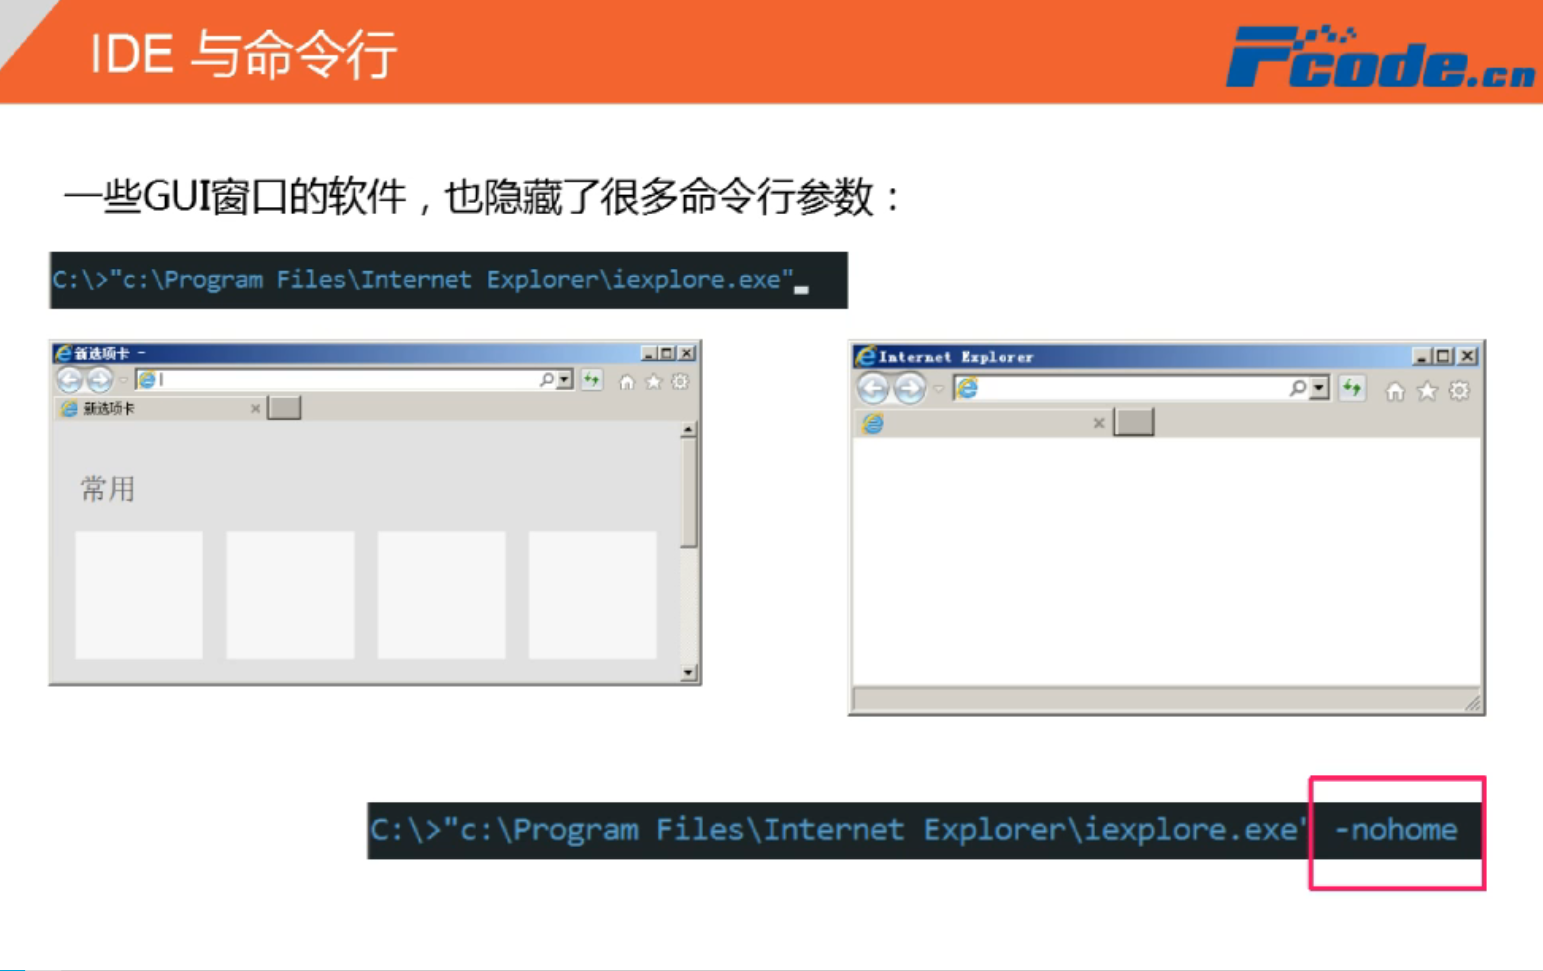 IDE 与命令行
Fcode.cn
一些GUI窗口的软件，也隐藏了很多命令行参数：
C:\>"c:\Program Files\Internet Explorer\iexplore.exe"
新选项卡 -
新选项卡
常用
Internet Explorer
C:\>"c:\Program Files\Internet Explorer\iexplore.exe" -nohome